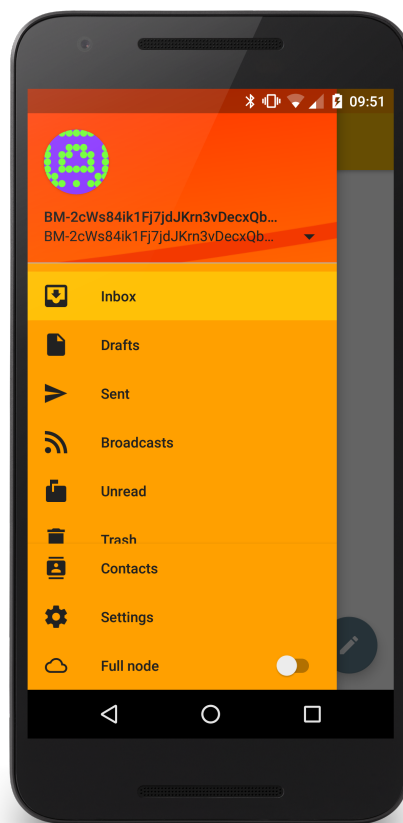 09:51
BM-2cWs84ik1Fj7jdJKrn3vDecxQb...
BM-2cWs84ik1Fj7jdJKrn3vDecxQb...
Inbox
Drafts
Sent
Broadcasts
Unread
Trash
Contacts
Settings
Full node